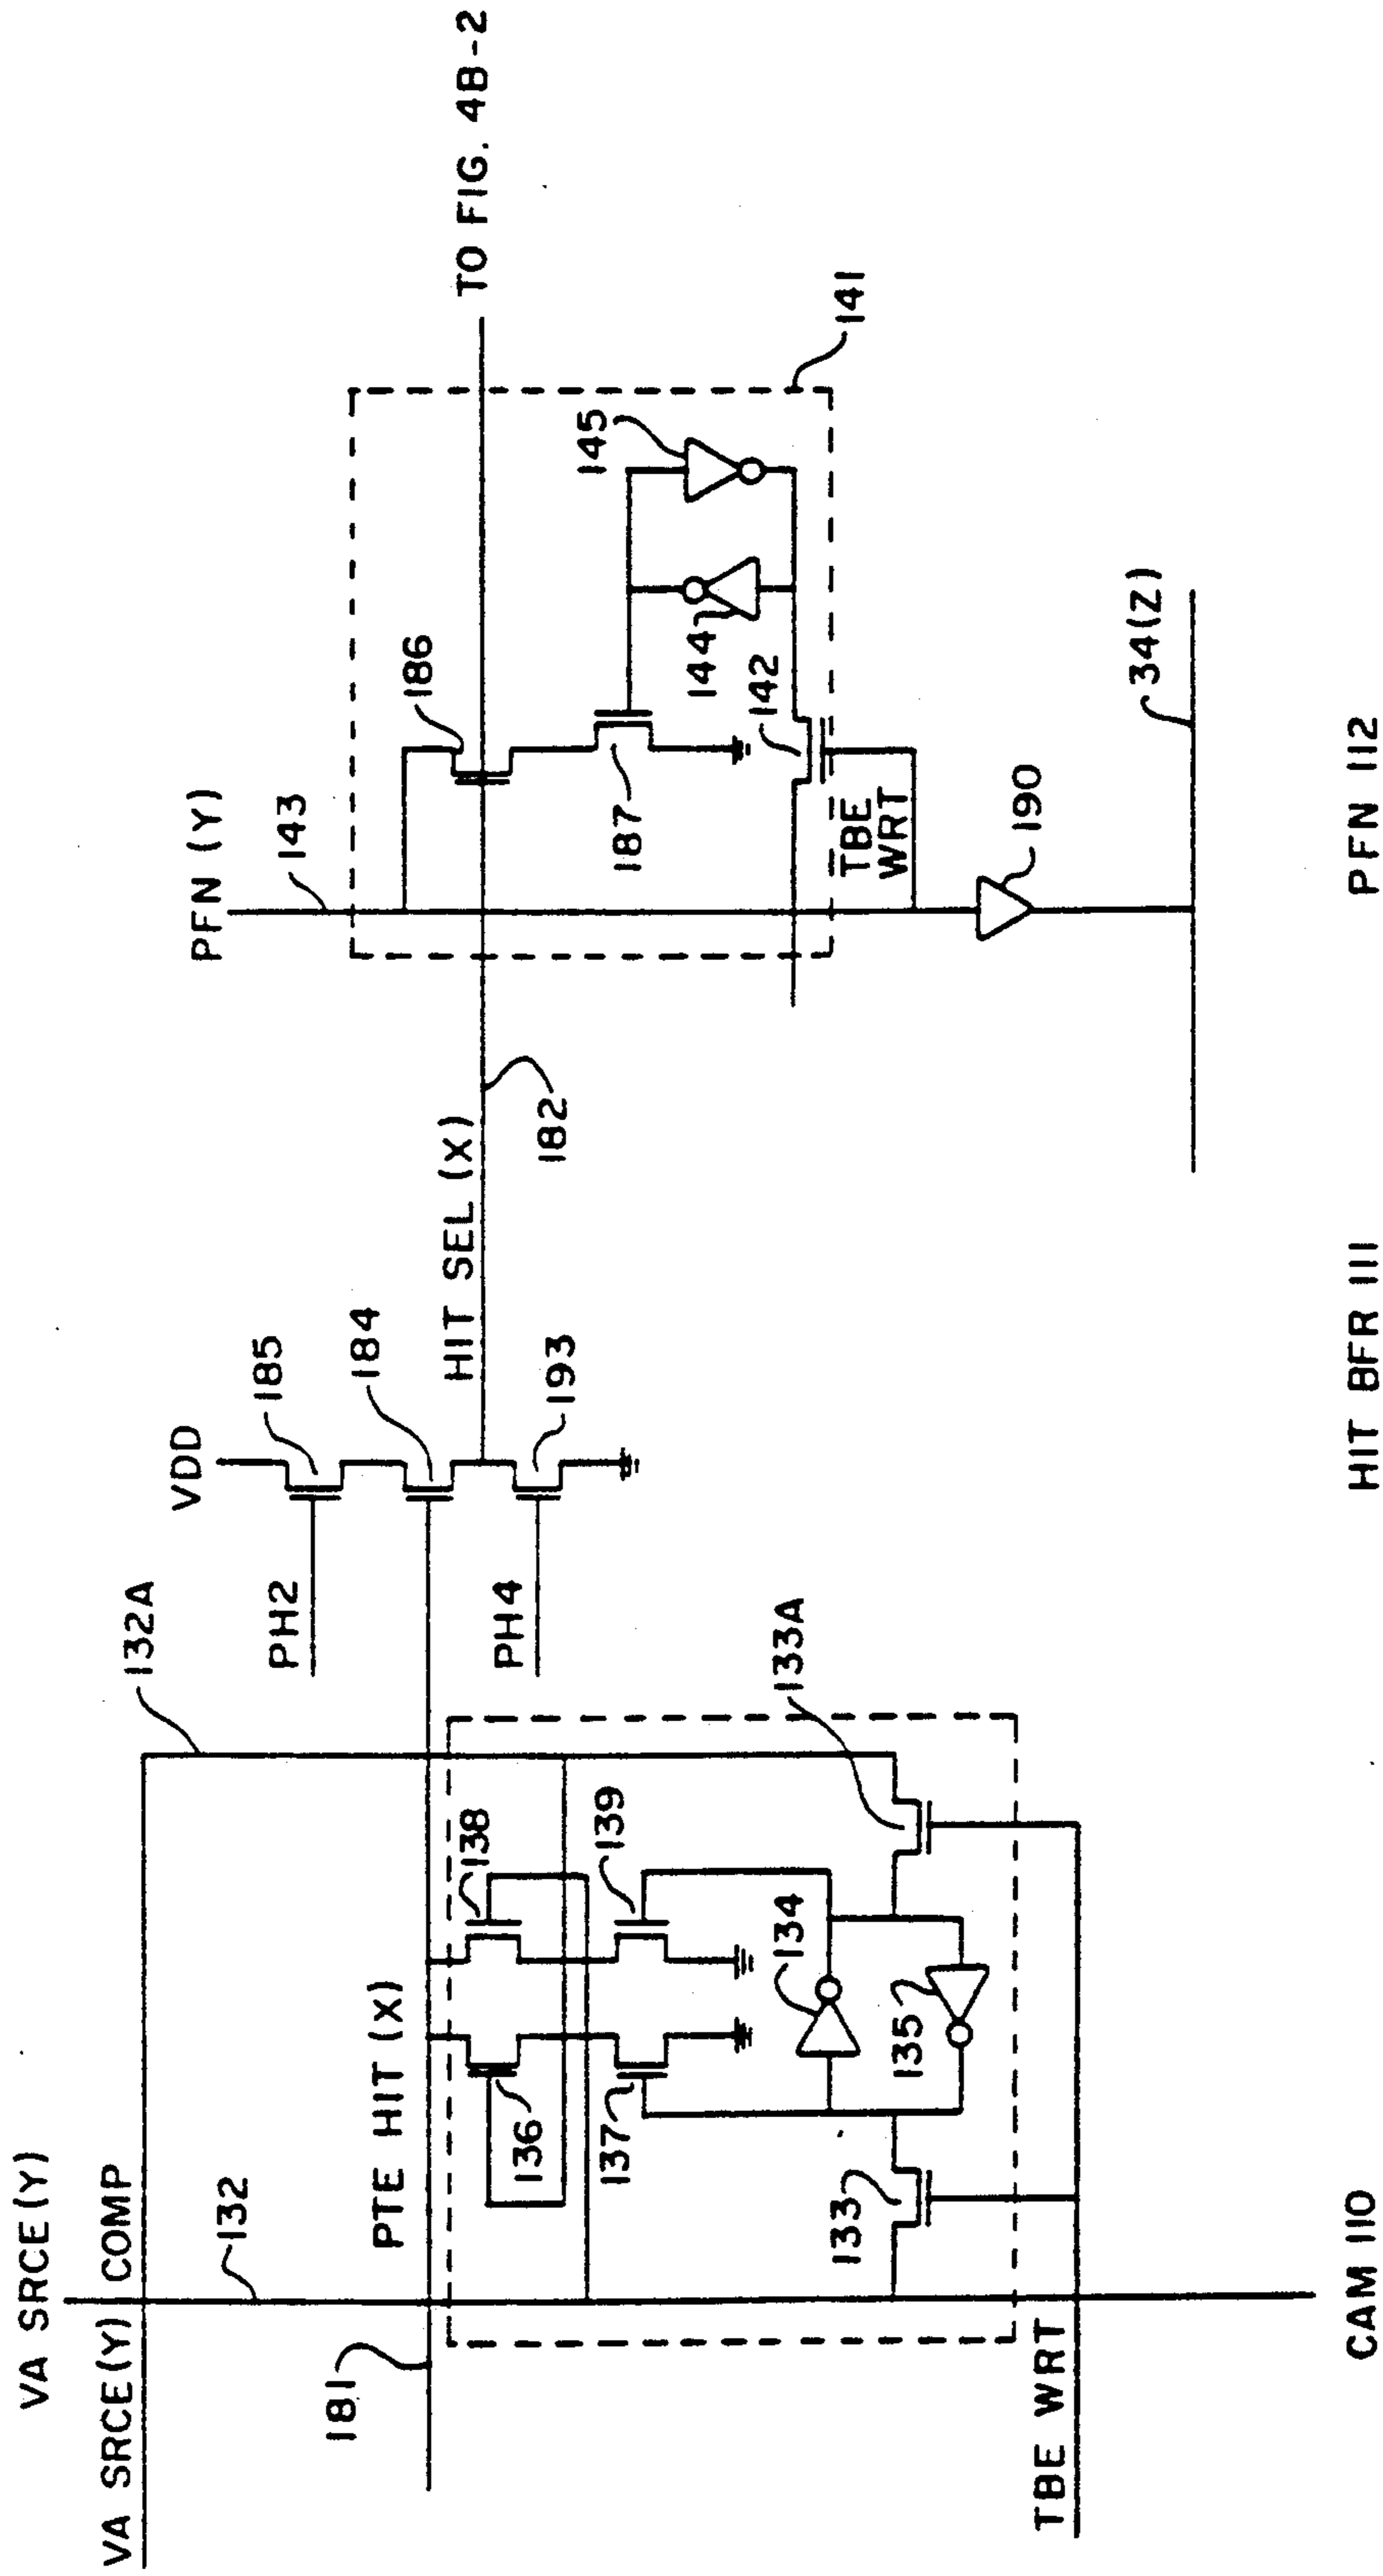 VA SRCE (Y)
VA SRCE (Y) COMP
132
132A
181
PTE HIT (X)
136
138
137
139
134
135
133
133A
TBE WRT
CAM 110
VDD
185
PH2
184
PH4
193
HIT SEL (X)
182
HIT BFR 111
PFN (Y)
143
186
TO FIG. 4B-2
187
145
144
142
141
TBE
WRT
190
34(Z)
PFN 112